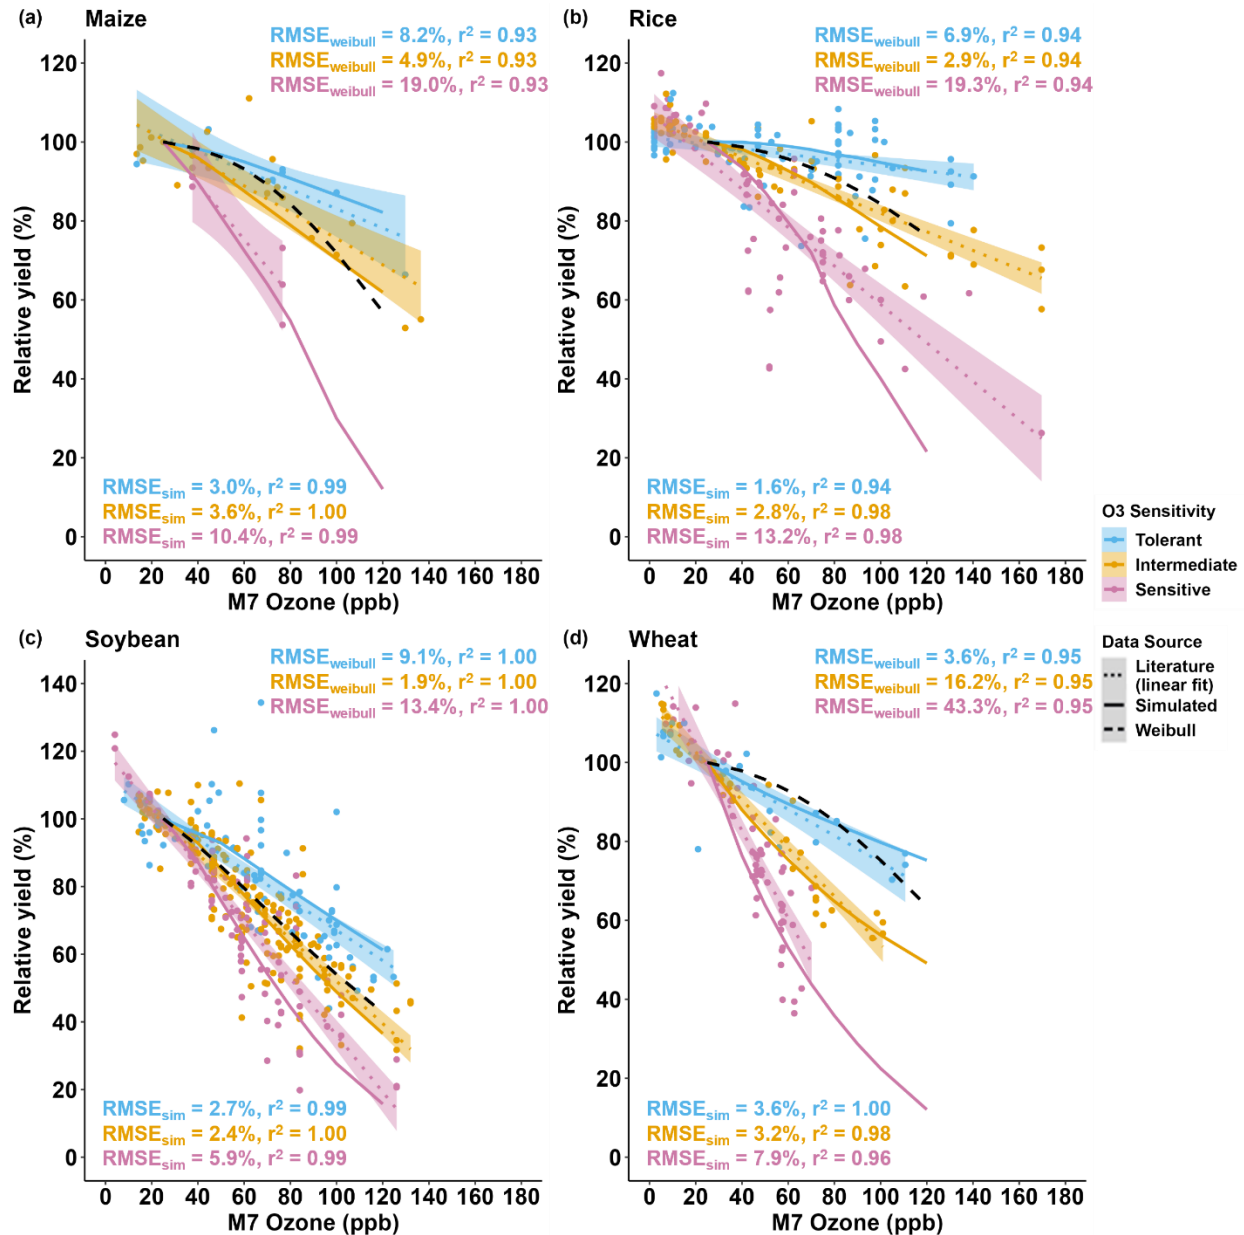 (a) Maize
RMSEweibull = 8.2%, r² = 0.93
RMSEweibull = 4.9%, r² = 0.93
RMSEweibull = 19.0%, r² = 0.93
120
100
80
60
40
20
0
Relative yield (%)
RMSEsim = 3.0%, r² = 0.99
RMSEsim = 3.6%, r² = 1.00
RMSEsim = 10.4%, r² = 0.99
0 20 40 60 80 100 120 140 160 180
M7 Ozone (ppb)
(b) Rice
RMSEweibull = 6.9%, r² = 0.94
RMSEweibull = 2.9%, r² = 0.94
RMSEweibull = 19.3%, r² = 0.94
120
100
80
60
40
20
0
Relative yield (%)
RMSEsim = 1.6%, r² = 0.94
RMSEsim = 2.8%, r² = 0.98
RMSEsim = 13.2%, r² = 0.98
0 20 40 60 80 100 120 140 160 180
M7 Ozone (ppb)
O3 Sensitivity
Tolerant
Intermediate
Sensitive
Data Source
Literature
(linear fit)
Simulated
Weibull
(c) Soybean
RMSEweibull = 9.1%, r² = 1.00
RMSEweibull = 1.9%, r² = 1.00
RMSEweibull = 13.4%, r² = 1.00
140
120
100
80
60
40
20
0
Relative yield (%)
RMSEsim = 2.7%, r² = 0.99
RMSEsim = 2.4%, r² = 1.00
RMSEsim = 5.9%, r² = 0.99
0 20 40 60 80 100 120 140 160 180
M7 Ozone (ppb)
(d) Wheat
RMSEweibull = 3.6%, r² = 0.95
RMSEweibull = 16.2%, r² = 0.95
RMSEweibull = 43.3%, r² = 0.95
120
100
80
60
40
20
0
Relative yield (%)
RMSEsim = 3.6%, r² = 1.00
RMSEsim = 3.2%, r² = 0.98
RMSEsim = 7.9%, r² = 0.96
0 20 40 60 80 100 120 140 160 180
M7 Ozone (ppb)